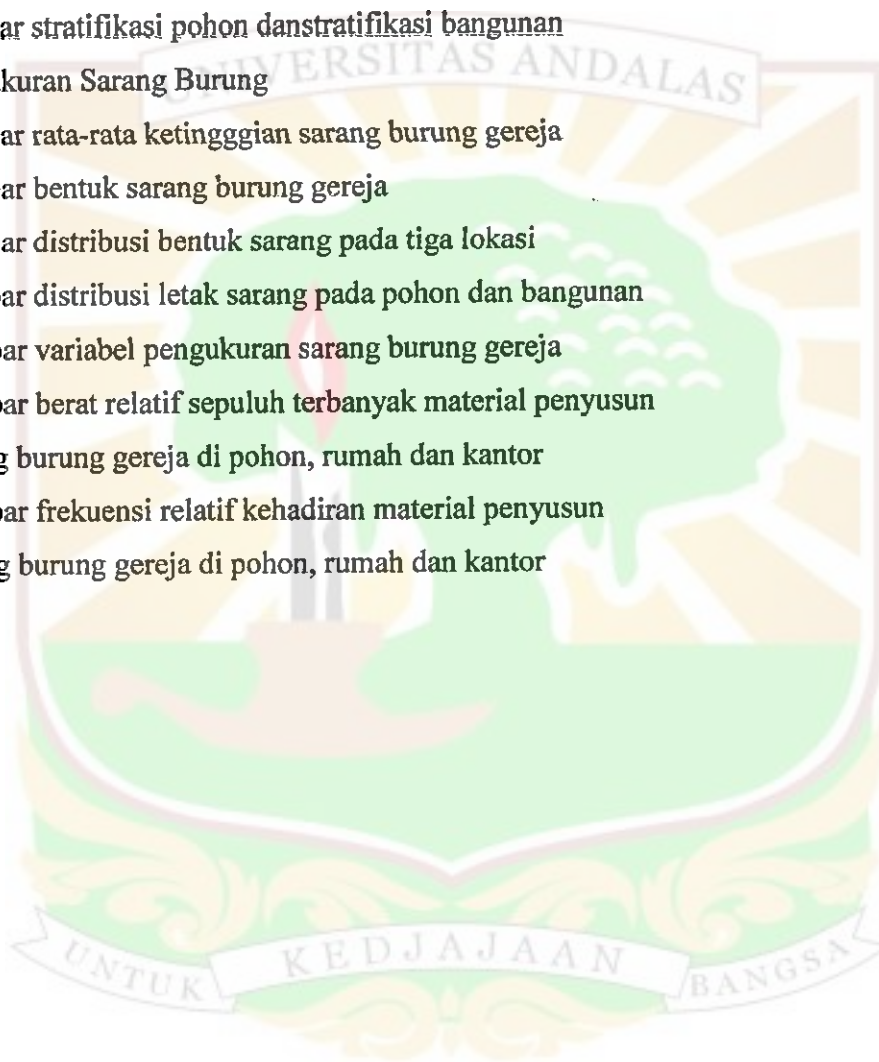 ar stratifikasi pohon danstratifikasi bangunan
UNIVERSITAS ANDALAS
kuran Sarang Burung
ar rata-rata ketingggian sarang burung gereja
ar bentuk sarang burung gereja
ar distribusi bentuk sarang pada tiga lokasi
ar distribusi letak sarang pada pohon dan bangunan
ar variabel pengukuran sarang burung gereja
ar berat relatif sepuluh terbanyak material penyusun
g burung gereja di pohon, rumah dan kantor
ar frekuensi relatif kehadiran material penyusun
g burung gereja di pohon, rumah dan kantor
UNTUK KEDJAJAAN BANGSA